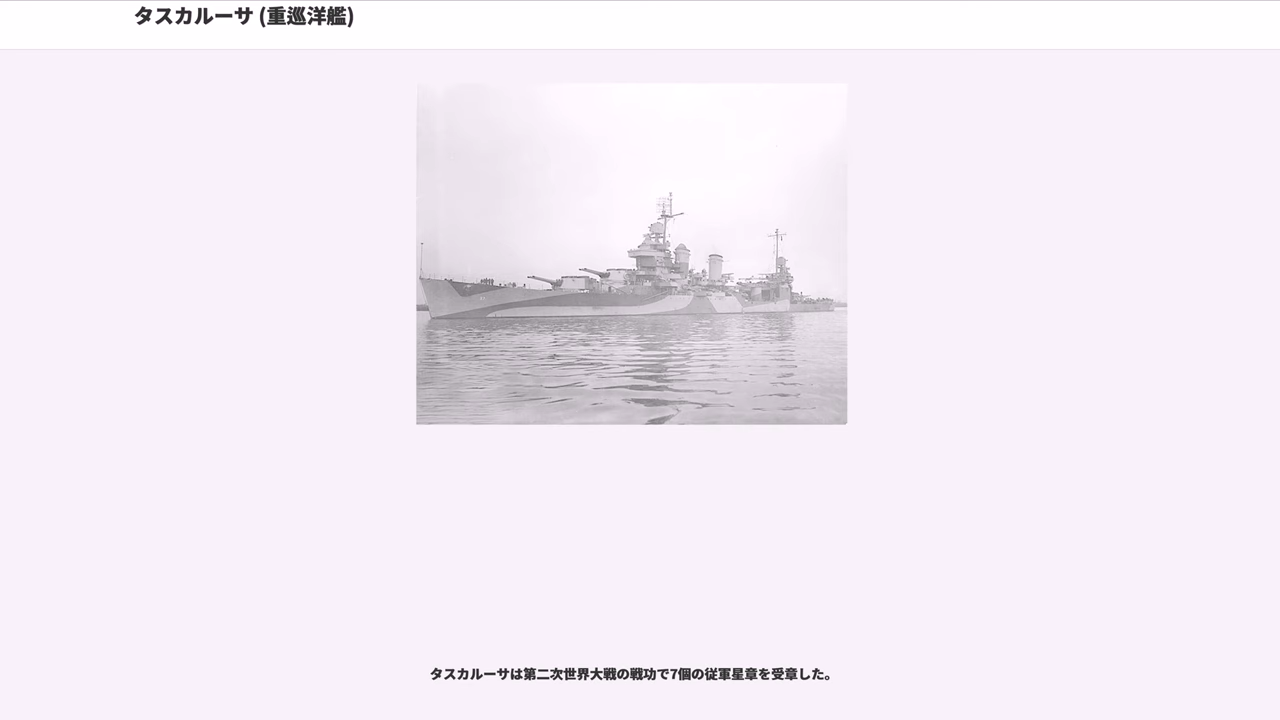 タスカルーサ (重巡洋艦)
タスカルーサは第二次世界大戦の戦功で7個の従軍星章を受章した。